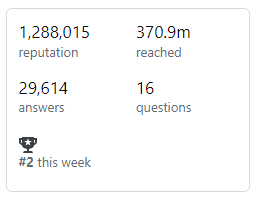 1,288,015 370.9m
reputation reached
29,614 16
answers questions
#2 this week